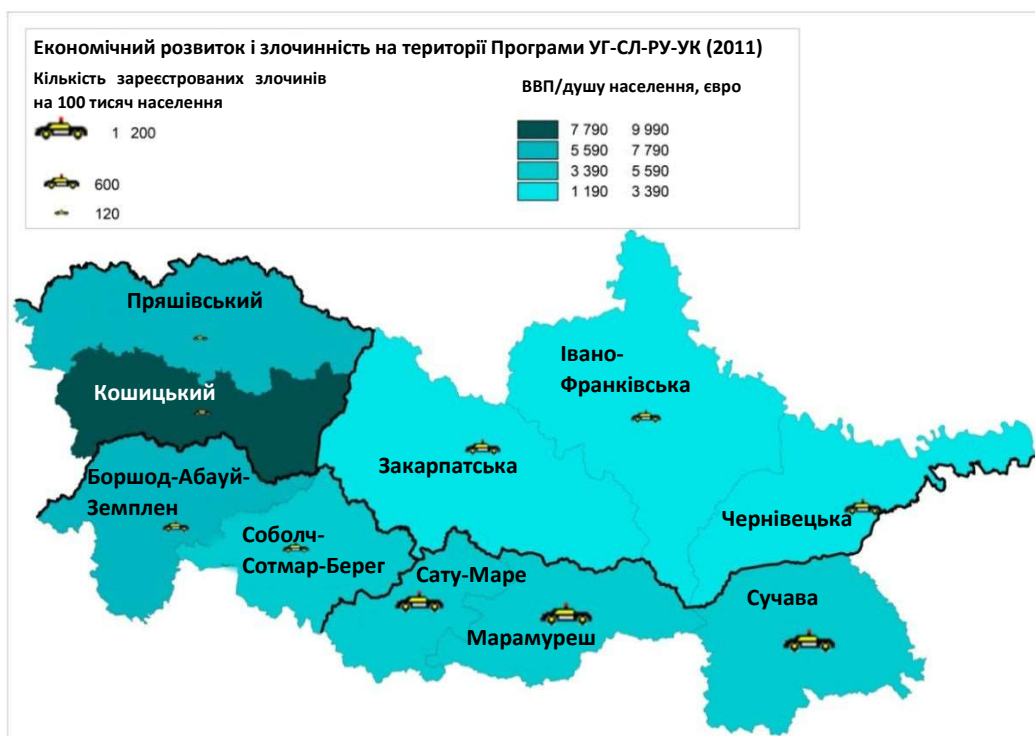 Економічний розвиток і злочинність на території Програми УГ-СЛ-РУ-УК (2011)
Кількість зареєстрованих злочинів
на 100 тисяч населення
1 200
600
120
ВВП/душу населення, євро
7 790 9 990
5 590 7 790
3 390 5 590
1 190 3 390
Пряшівський
Кошицький
Боршод-Абауй-
Земплен
Соболч-
Сотмар-Берег
Закарпатська
Івано-
Франківська
Чернівецька
Сату-Маре
Марамуреш
Сучава